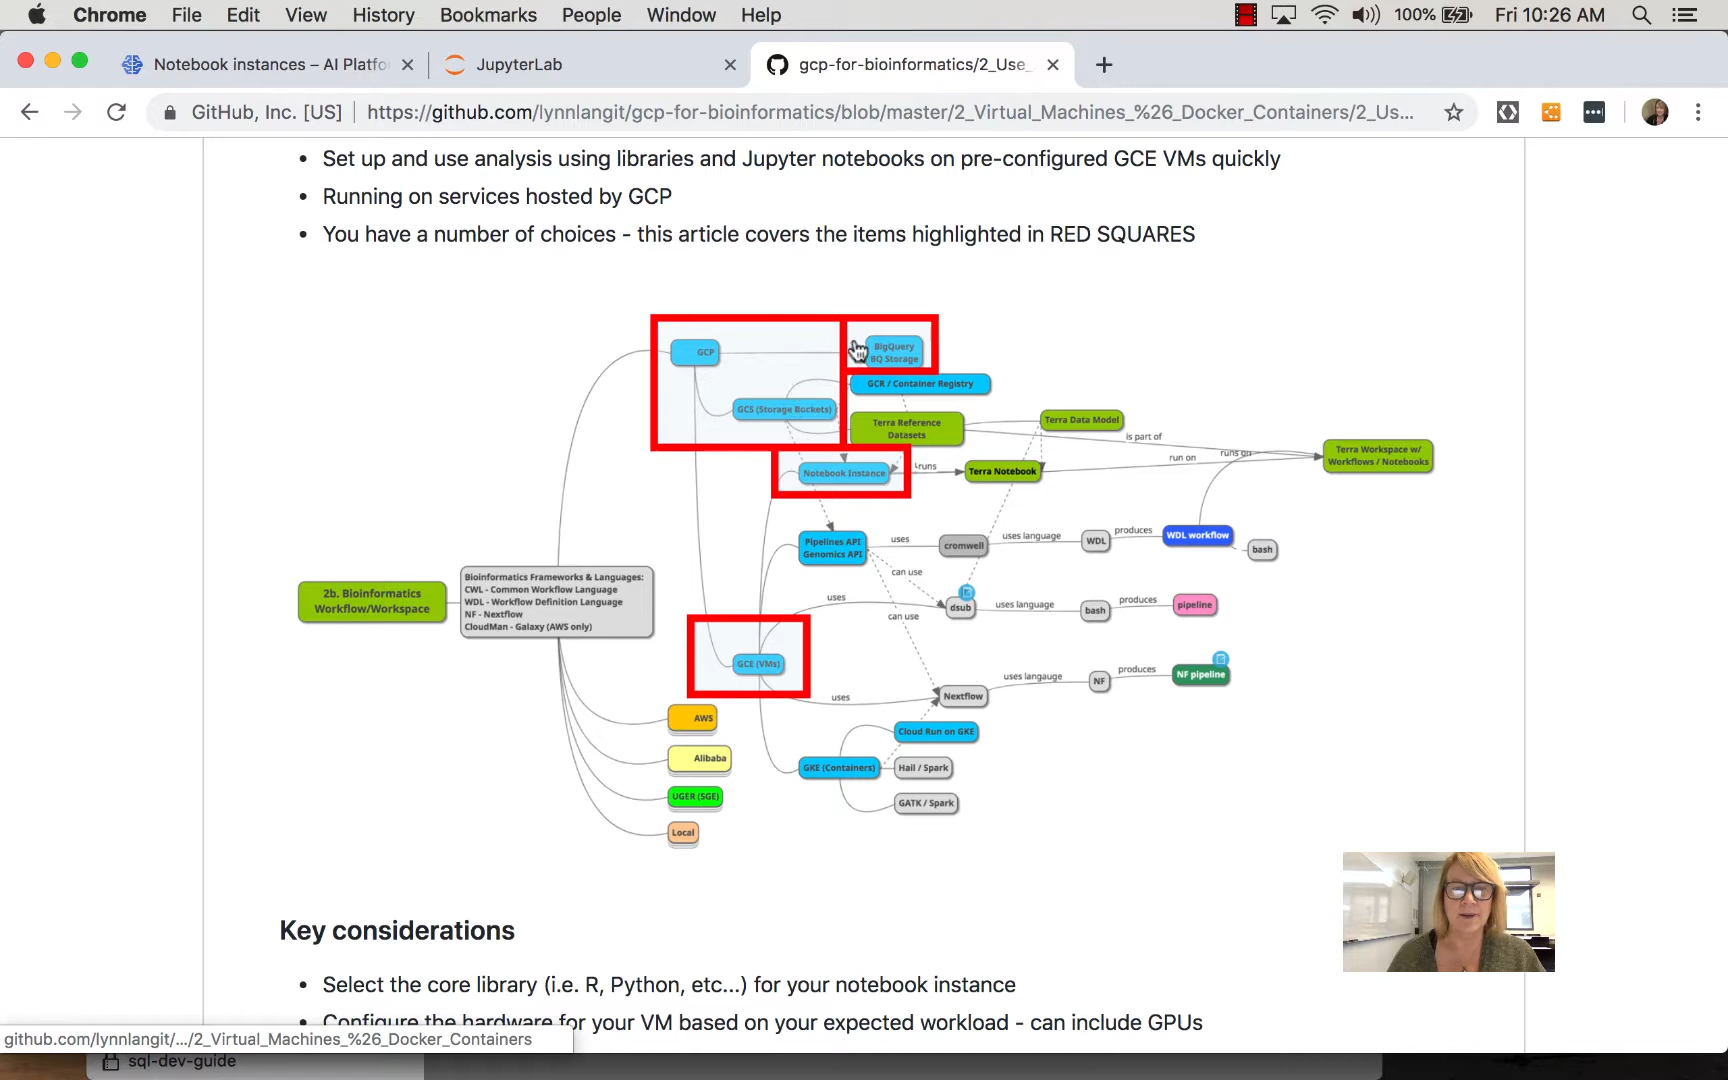 Chrome File Edit View History Bookmarks People Window Help 100% Fri 10:26 AM
Notebook instances – AI Platfo
JupyterLab
gcp-for-bioinformatics/2_Use_
GitHub, Inc. [US] https://github.com/lynnlangit/gcp-for-bioinformatics/blob/master/2_Virtual_Machines_%26_Docker_Containers/2_Us...
• Set up and use analysis using libraries and Jupyter notebooks on pre-configured GCE VMs quickly
• Running on services hosted by GCP
• You have a number of choices - this article covers the items highlighted in RED SQUARES
GCP
BigQuery
BQ Storage
GCR / Container Registry
GCS (Storage Bockets)
Terra Reference
Datasets
Terra Data Model
is part of
Terra Workspace w/
Workflows / Notebooks
Notebook Instance
runs
Terra Notebook
run on
runs on
Pipelines API
Genomics API
uses
cromwell
uses language
WDL
produces
WDL workflow
bash
can use
2b. Bioinformatics
Workflow/Workspace
Bioinformatics Frameworks & Languages:
CWL - Common Workflow Language
WDL - Workflow Definition Language
NF - Nextflow
CloudMan - Galaxy (AWS only)
uses
dsub
uses language
bash
produces
pipeline
can use
GCE (VMs)
uses
Nextflow
uses langauge
NF
produces
NF pipeline
AWS
Cloud Run on GKE
Alibaba
GKE (Containers)
Hail / Spark
UGER (SGE)
GATK / Spark
Local
Key considerations
• Select the core library (i.e. R, Python, etc...) for your notebook instance
• Configure the hardware for your VM based on your expected workload - can include GPUs
github.com/lynnlangit/.../2_Virtual_Machines_%26_Docker_Containers
sql-dev-guide